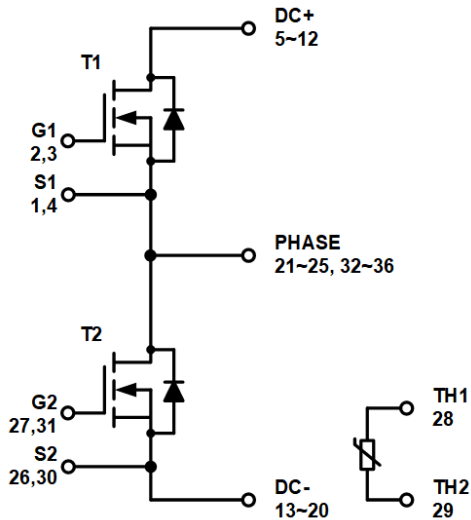 DC+
5~12
T1
G1
2,3
S1
1,4
PHASE
21~25, 32~36
T2
G2
27,31
S2
26,30
DC-
13~20
TH1
28
TH2
29